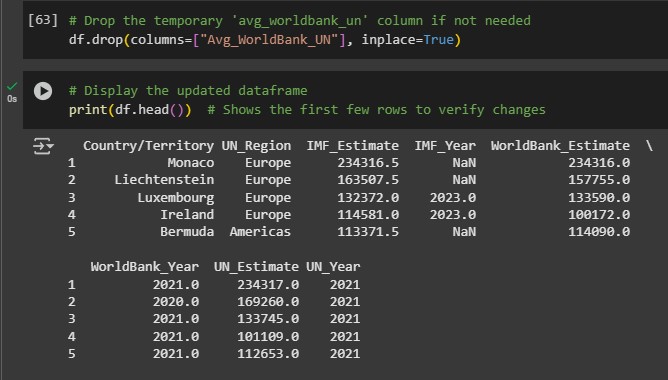 [63] # Drop the temporary 'avg_worldbank_un' column if not needed
df.drop(columns=["Avg_WorldBank_UN"], inplace=True)
0s
# Display the updated dataframe
print(df.head())  # Shows the first few rows to verify changes
  Country/Territory UN_Region  IMF_Estimate  IMF_Year  WorldBank_Estimate  \
1            Monaco    Europe      234316.5       NaN            234316.0
2     Liechtenstein    Europe      163507.5       NaN            157755.0
3        Luxembourg    Europe      132372.0    2023.0            133590.0
4           Ireland    Europe      114581.0    2023.0            100172.0
5           Bermuda  Americas      113371.5       NaN            114090.0
   WorldBank_Year  UN_Estimate UN_Year
1          2021.0     234317.0    2021
2          2020.0     169260.0    2021
3          2021.0     133745.0    2021
4          2021.0     101109.0    2021
5          2021.0     112653.0    2021